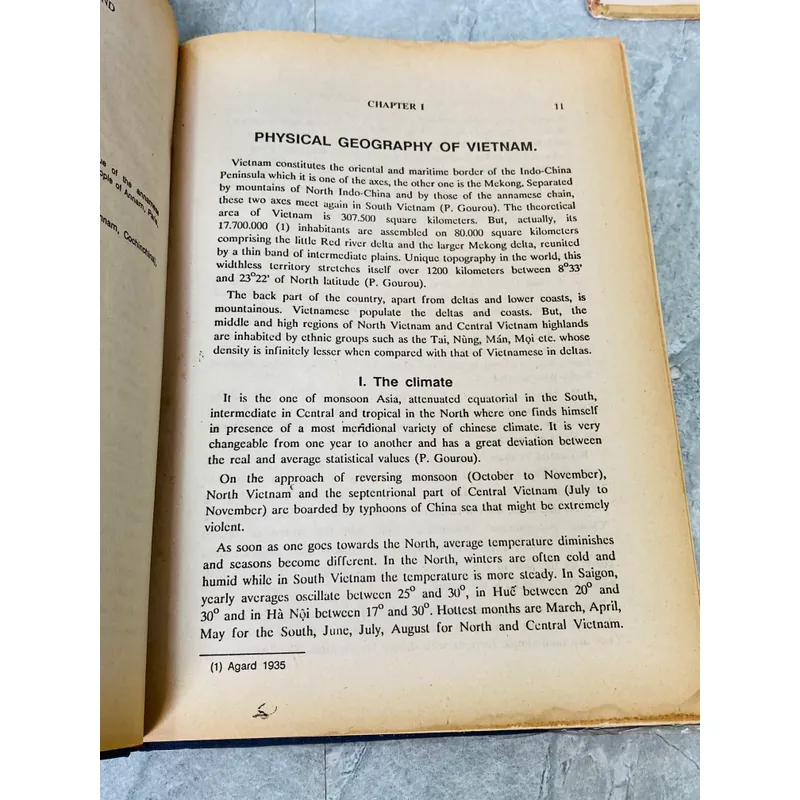 ND
ue of the annamese
ople of Annam, Paris,
nnam, Cochinchina),
CHAPTER I 11
PHYSICAL GEOGRAPHY OF VIETNAM.
Vietnam constitutes the oriental and maritime border of the Indo-China
Peninsula which it is one of the axes, the other one is the Mekong, Separated
by mountains of North Indo-China and by those of the annamese chain,
these two axes meet again in South Vietnam (P. Gourou). The theoretical
area of Vietnam is 307.500 square kilometers. But, actually, its
17.700.000 (1) inhabitants are assembled on 80.000 square kilometers
comprising the little Red river delta and the larger Mekong delta, reunited
by a thin band of intermediate plains. Unique topography in the world, this
widthless territory stretches itself over 1200 kilometers between 8°33'
and 23°22' of North latitude (P. Gourou).
The back part of the country, apart from deltas and lower coasts, is
mountainous. Vietnamese populate the deltas and coasts. But, the
middle and high regions of North Vietnam and Central Vietnam highlands
are inhabited by ethnic groups such as the Tai, Nùng, Mán, Mọi etc. whose
density is infinitely lesser when compared with that of Vietnamese in deltas.
I. The climate
It is the one of monsoon Asia, attenuated equatorial in the South,
intermediate in Central and tropical in the North where one finds himself
in presence of a most meridional variety of chinese climate. It is very
changeable from one year to another and has a great deviation between
the real and average statistical values (P. Gourou).
On the approach of reversing monsoon (October to November),
North Vietnam and the septentrional part of Central Vietnam (July to
November) are boarded by typhoons of China sea that might be extremely
violent.
As soon as one goes towards the North, average temperature diminishes
and seasons become different. In the North, winters are often cold and
humid while in South Vietnam the temperature is more steady. In Saigon,
yearly averages oscillate between 25° and 30°, in Huế between 20° and
30° and in Hà Nội between 17° and 30°. Hottest months are March, April,
May for the South, June, July, August for North and Central Vietnam.
(1) Agard 1935